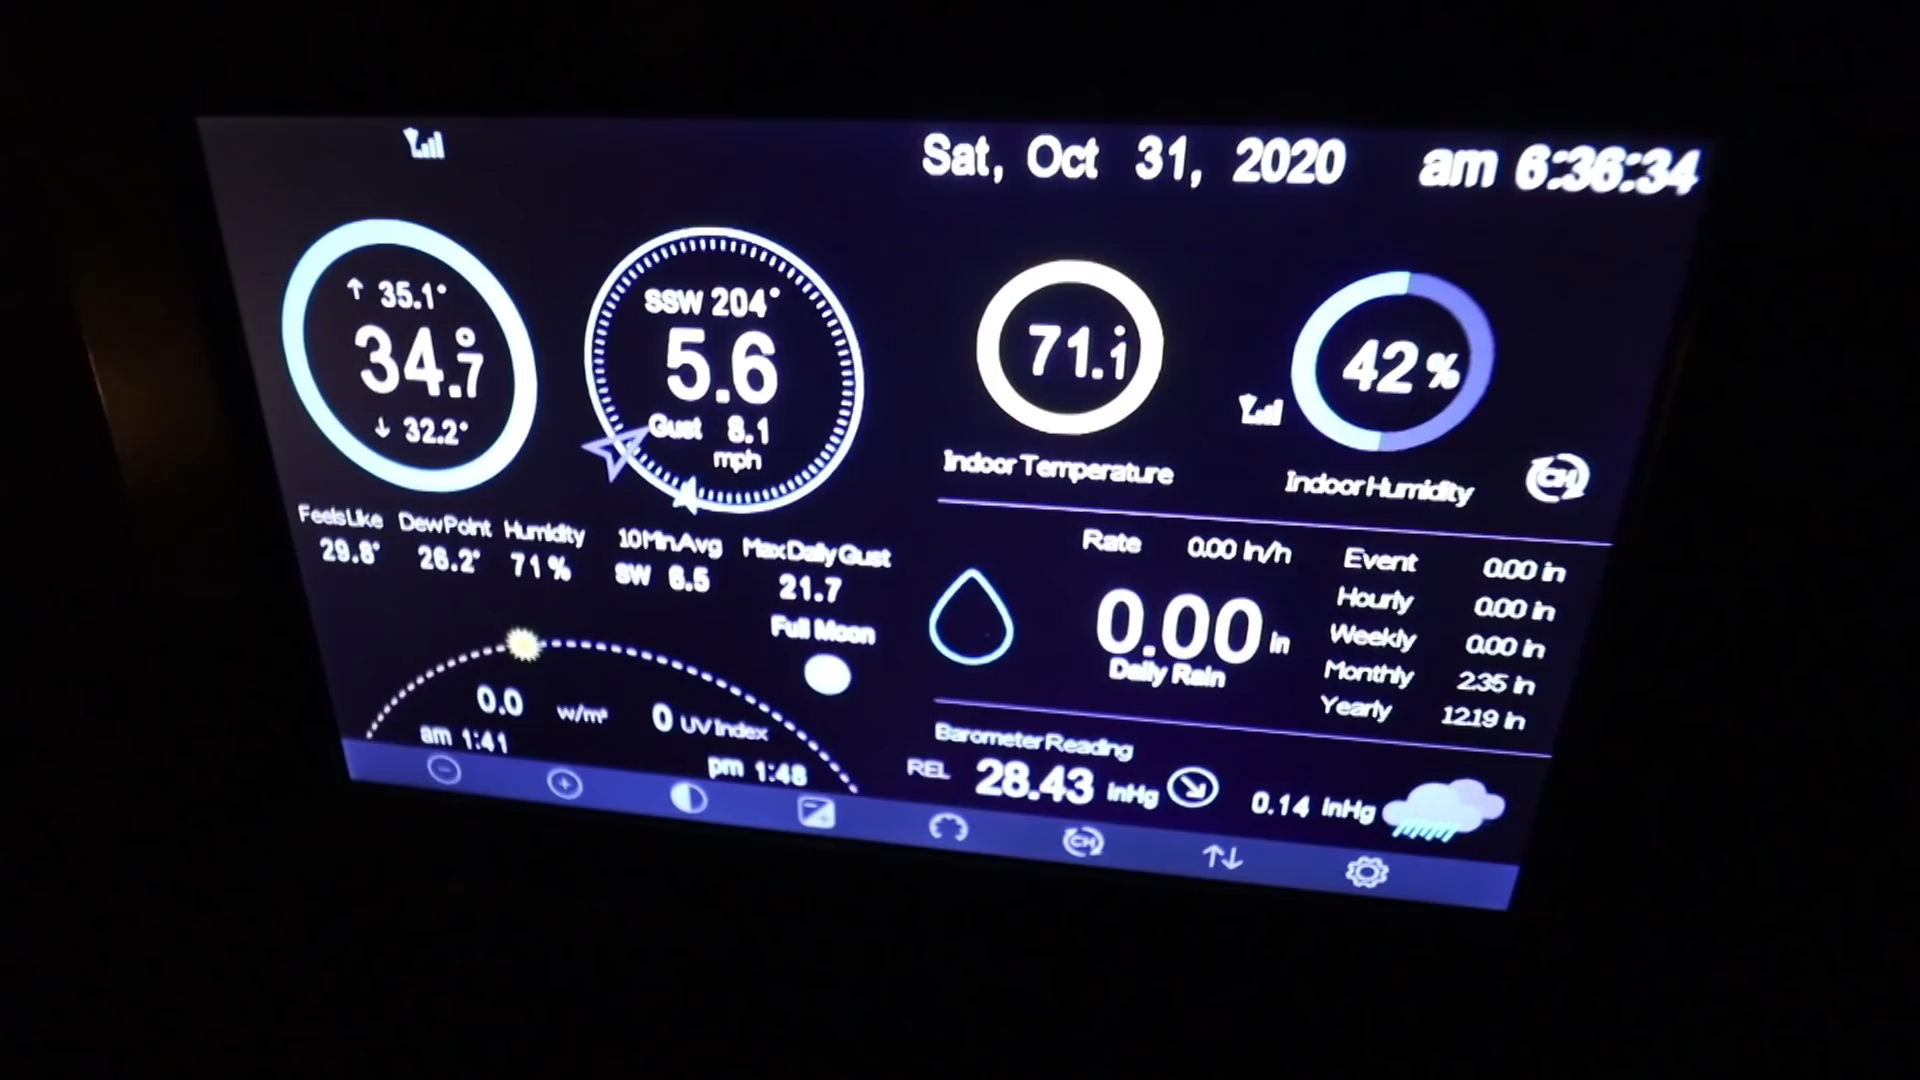 Sat, Oct 31, 2020 am 6:36:34
↑ 35.1°
34.7°
↓ 32.2°
Feels Like Dew Point Humidity
29.8° 26.2° 71%
SSW 204°
5.6
Gust 8.1
mph
10 Min Avg Max Daily Gust
SW 6.5 21.7
Full Moon
0.0 w/m² 0 UV Index
am 1:41 pm 1:48
71.1°
Indoor Temperature
42%
Indoor Humidity
CH
Rate 0.00 in/h
0.00 in
Daily Rain
Event 0.00 in
Hourly 0.00 in
Weekly 0.00 in
Monthly 2.35 in
Yearly 12.19 in
Barometer Reading
REL 28.43 inHg 0.14 inHg
CH